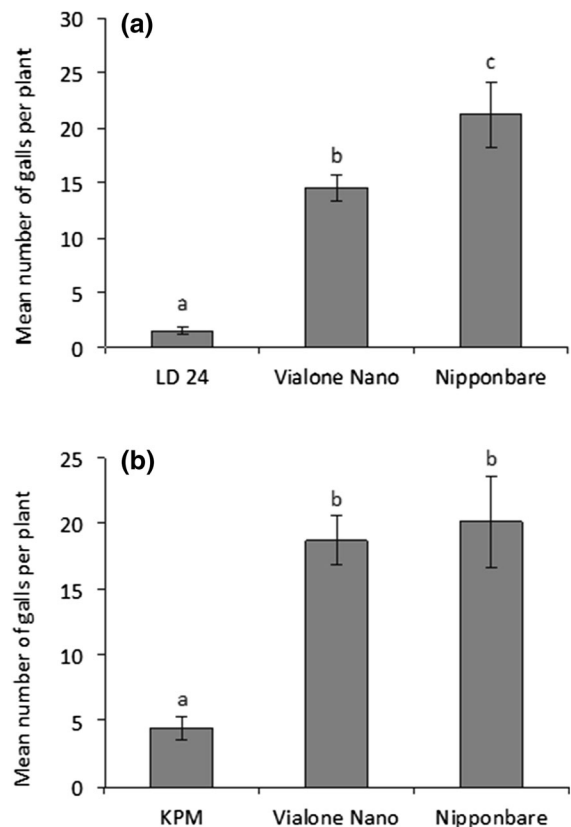 (a)
Mean number of galls per plant
30
25
20
15
10
5
0
a
b
c
LD 24 Vialone Nano Nipponbare
(b)
Mean number of galls per plant
25
20
15
10
5
0
a
b
b
KPM Vialone Nano Nipponbare